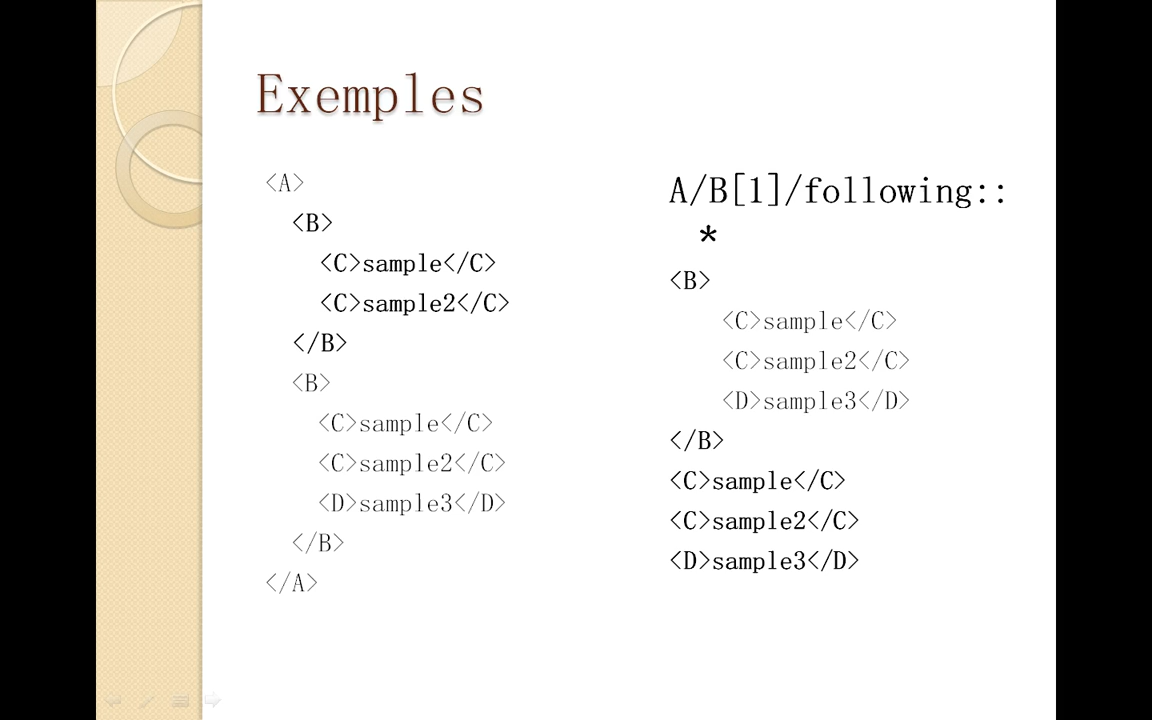 Exemples
<A>
<B>
<C>sample</C>
<C>sample2</C>
</B>
<B>
<C>sample</C>
<C>sample2</C>
<D>sample3</D>
</B>
</A>
A/B[1]/following::
*
<B>
<C>sample</C>
<C>sample2</C>
<D>sample3</D>
</B>
<C>sample</C>
<C>sample2</C>
<D>sample3</D>